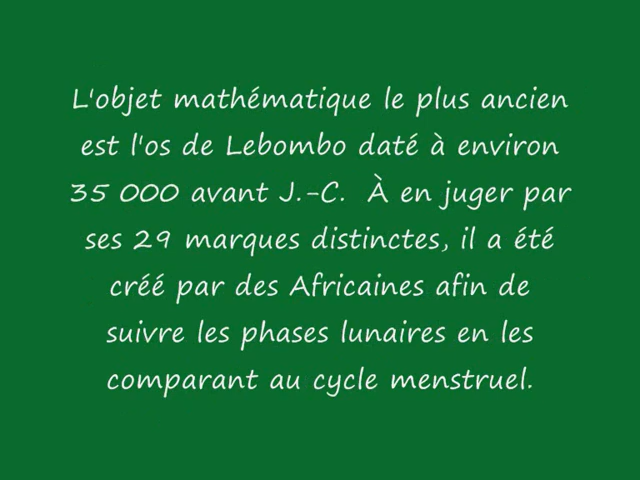 L'objet mathématique le plus ancien
est l'os de Lebombo daté à environ
35 000 avant J.-C.  À en juger par
ses 29 marques distinctes, il a été
créé par des Africaines afin de
suivre les phases lunaires en les
comparant au cycle menstruel.